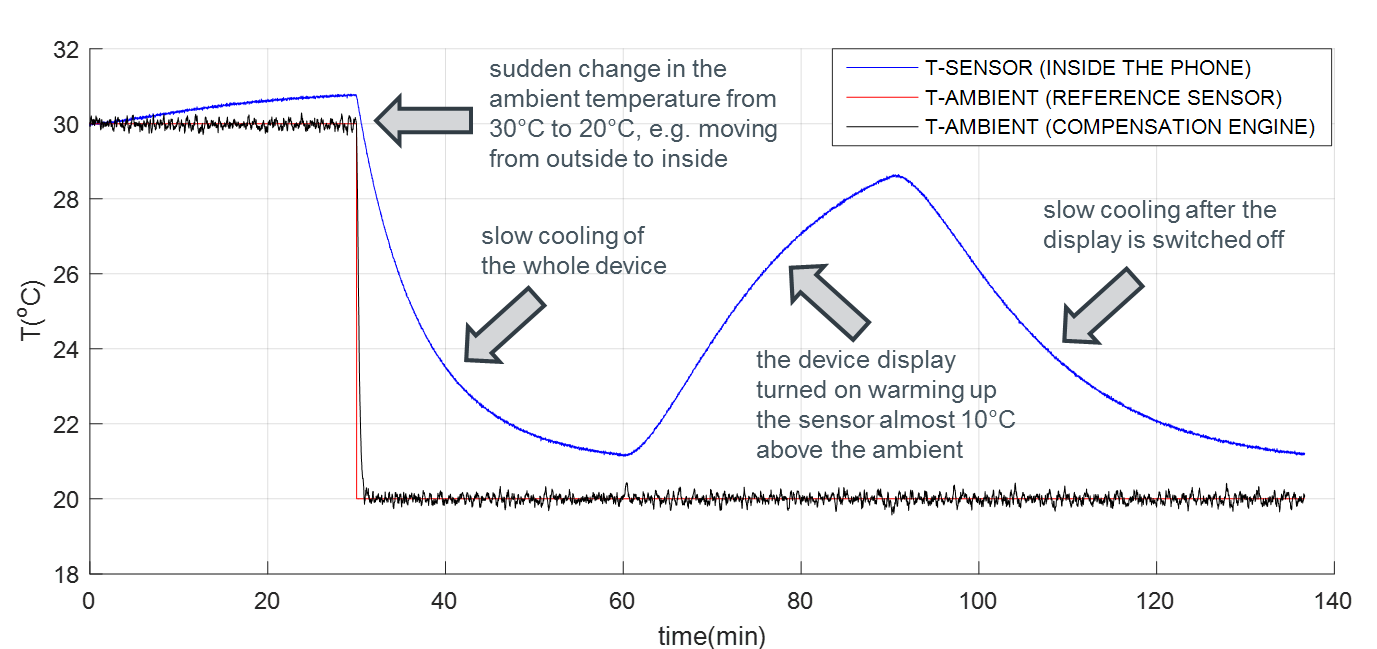 32
30
28
26
24
22
20
18
T(°C)
sudden change in the
ambient temperature from
30°C to 20°C, e.g. moving
from outside to inside
T-SENSOR (INSIDE THE PHONE)
T-AMBIENT (REFERENCE SENSOR)
T-AMBIENT (COMPENSATION ENGINE)
slow cooling of
the whole device
slow cooling after the
display is switched off
the device display
turned on warming up
the sensor almost 10°C
above the ambient
0 20 40 60 80 100 120 140
time(min)